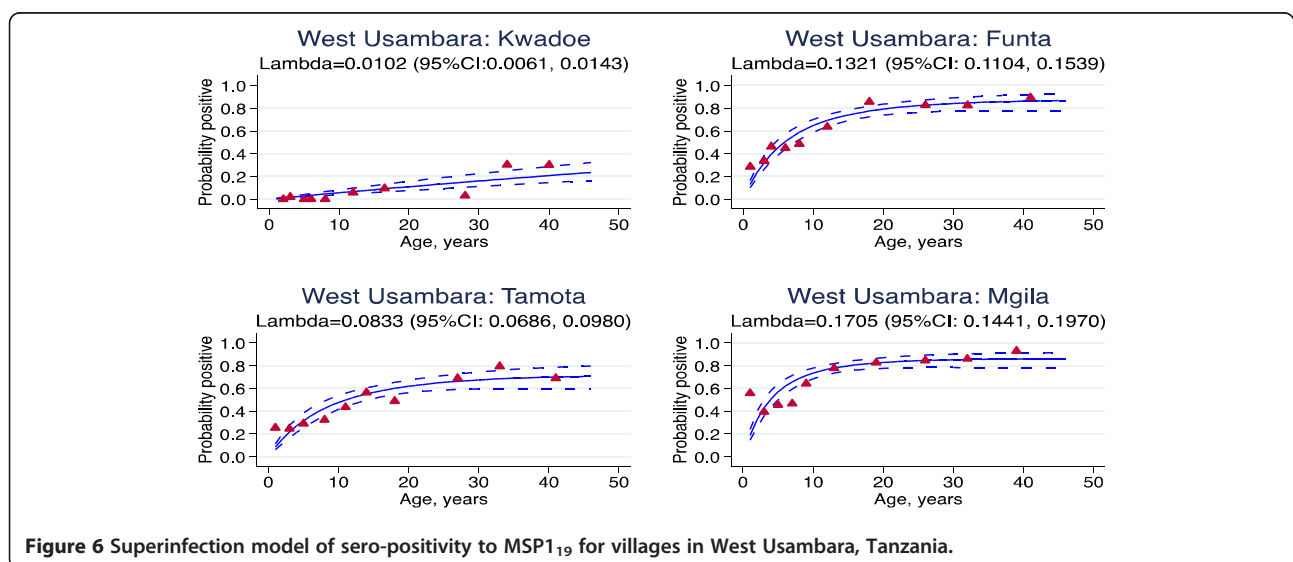 West Usambara: Kwadoe
Lambda=0.0102 (95%CI:0.0061, 0.0143)
Probability positive
1.0
0.8
0.6
0.4
0.2
0.0
0 10 20 30 40 50
Age, years
West Usambara: Funta
Lambda=0.1321 (95%CI: 0.1104, 0.1539)
Probability positive
1.0
0.8
0.6
0.4
0.2
0.0
0 10 20 30 40 50
Age, years
West Usambara: Tamota
Lambda=0.0833 (95%CI: 0.0686, 0.0980)
Probability positive
1.0
0.8
0.6
0.4
0.2
0.0
0 10 20 30 40 50
Age, years
West Usambara: Mgila
Lambda=0.1705 (95%CI: 0.1441, 0.1970)
Probability positive
1.0
0.8
0.6
0.4
0.2
0.0
0 10 20 30 40 50
Age, years
Figure 6 Superinfection model of sero-positivity to MSP1₁₉ for villages in West Usambara, Tanzania.